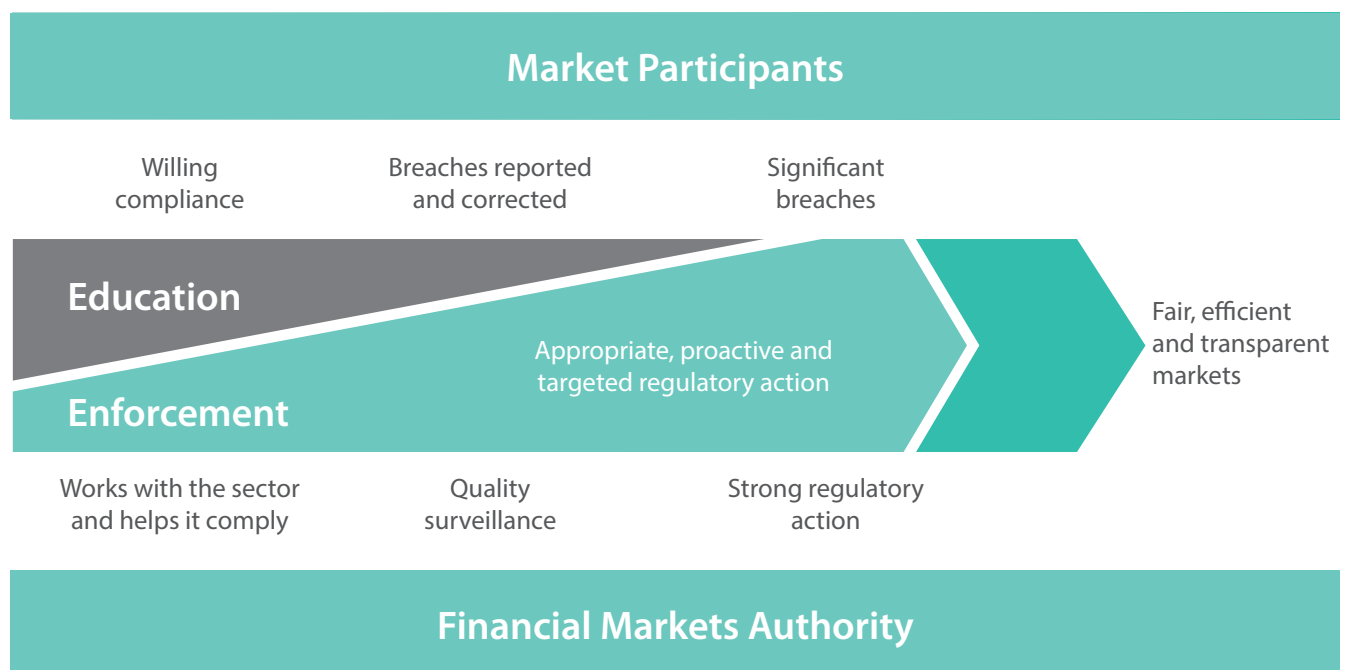 Market Participants
Willing
compliance
Breaches reported
and corrected
Significant
breaches
Education
Enforcement
Appropriate, proactive and
targeted regulatory action
Fair, efficient
and transparent
markets
Works with the sector
and helps it comply
Quality
surveillance
Strong regulatory
action
Financial Markets Authority